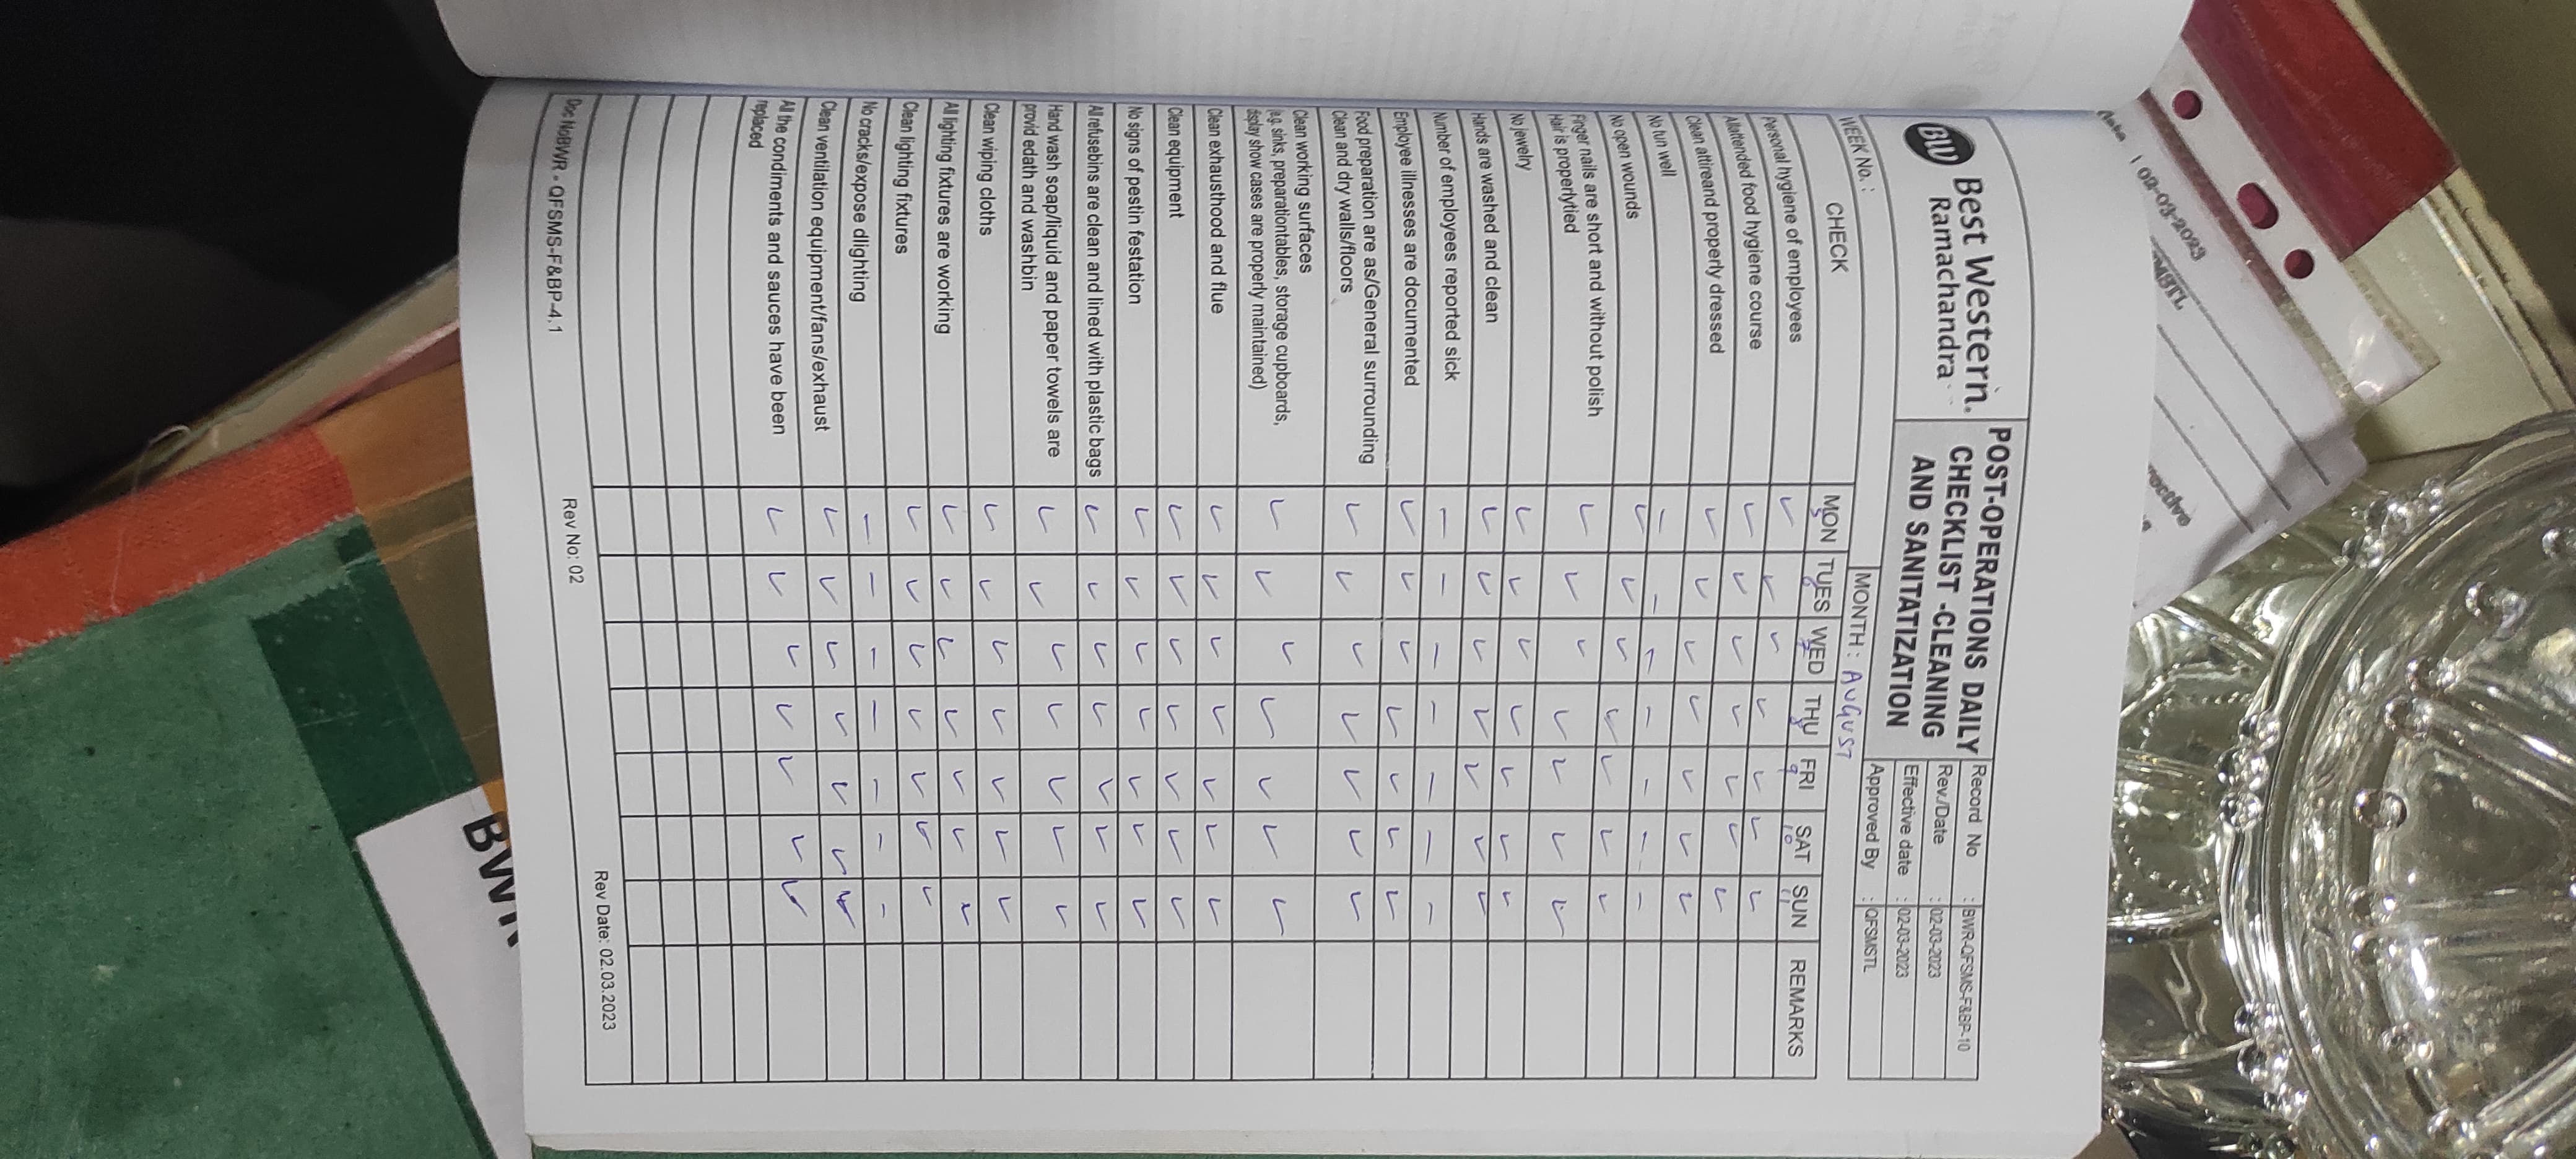 BW Best Western.
Ramachandra
POST-OPERATIONS DAILY
CHECKLIST -CLEANING
AND SANITATIZATION
Record No : BWR-QFSMS-F&BP-10
Rev./Date : 02-03-2023
Effective date : 02-03-2023
Approved By : QFSMSTL
WEEK No. :
MONTH : AUGUST
CHECK MON TUES WED THU FRI SAT SUN REMARKS
5 6 7 8 9 10 11
Personal hygiene of employees ✓ ✓ ✓ ✓ ✓ ✓ ✓
Allattended food hygiene course ✓ ✓ ✓ ✓ ✓ ✓ ✓
Clean attireand properly dressed ✓ ✓ ✓ ✓ ✓ ✓ ✓
No tun well - - - - - - -
No open wounds ✓ ✓ ✓ ✓ ✓ ✓ ✓
Finger nails are short and without polish
Hair is properlytied ✓ ✓ ✓ ✓ ✓ ✓ ✓
No jewelry ✓ ✓ ✓ ✓ ✓ ✓ ✓
Hands are washed and clean ✓ ✓ ✓ ✓ ✓ ✓ ✓
Number of employees reported sick - - - - - - -
Employee illnesses are documented ✓ ✓ ✓ ✓ ✓ ✓ ✓
Food preparation are as/General surrounding
Clean and dry walls/floors ✓ ✓ ✓ ✓ ✓ ✓ ✓
Clean working surfaces
(e.g. sinks, preparationtables, storage cupboards,
display show cases are properly maintained) ✓ ✓ ✓ ✓ ✓ ✓ ✓
Clean exhausthood and flue ✓ ✓ ✓ ✓ ✓ ✓ ✓
Clean equipment ✓ ✓ ✓ ✓ ✓ ✓ ✓
No signs of pestin festation ✓ ✓ ✓ ✓ ✓ ✓ ✓
All refusebins are clean and lined with plastic bags ✓ ✓ ✓ ✓ ✓ ✓ ✓
Hand wash soap/liquid and paper towels are
provid edath and washbin ✓ ✓ ✓ ✓ ✓ ✓ ✓
Clean wiping cloths ✓ ✓ ✓ ✓ ✓ ✓ ✓
All lighting fixtures are working ✓ ✓ ✓ ✓ ✓ ✓ ✓
Clean lighting fixtures ✓ ✓ ✓ ✓ ✓ ✓ ✓
No cracks/expose dlighting - - - - - - -
Clean ventilation equipment/fans/exhaust ✓ ✓ ✓ ✓ ✓ ✓ ✓
All the condiments and sauces have been
replaced ✓ ✓ ✓ ✓ ✓ ✓ ✓
Doc NoBWR - QFSMS-F&BP-4.1
Rev No: 02
Rev Date: 02.03.2023
02-03-2023